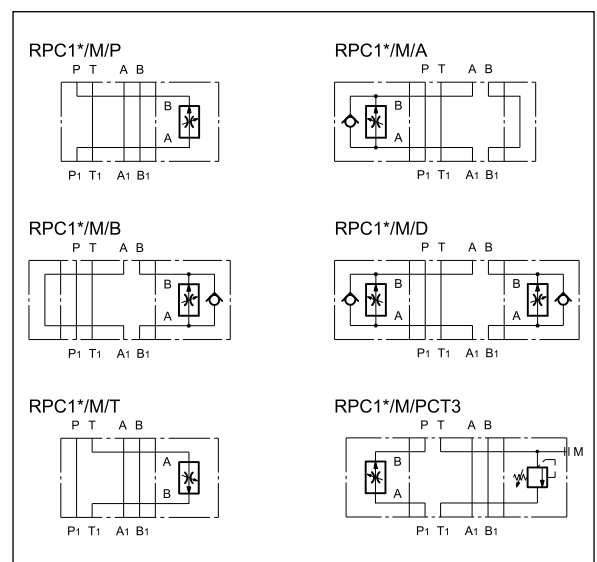 RPC1*/M/P
P T A B
B
A
P1 T1 A1 B1
RPC1*/M/A
P T A B
B
A
P1 T1 A1 B1
RPC1*/M/B
P T A B
B
A
P1 T1 A1 B1
RPC1*/M/D
P T A B
B B
A A
P1 T1 A1 B1
RPC1*/M/T
P T A B
A
B
P1 T1 A1 B1
RPC1*/M/PCT3
P T A B
M
B
A
P1 T1 A1 B1